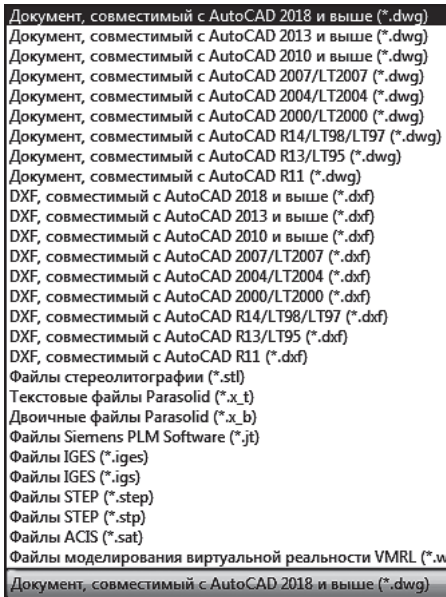 Документ, совместимый с AutoCAD 2018 и выше (*.dwg)
Документ, совместимый с AutoCAD 2013 и выше (*.dwg)
Документ, совместимый с AutoCAD 2010 и выше (*.dwg)
Документ, совместимый с AutoCAD 2007/LT2007 (*.dwg)
Документ, совместимый с AutoCAD 2004/LT2004 (*.dwg)
Документ, совместимый с AutoCAD 2000/LT2000 (*.dwg)
Документ, совместимый с AutoCAD R14/LT98/LT97 (*.dwg)
Документ, совместимый с AutoCAD R13/LT95 (*.dwg)
Документ, совместимый с AutoCAD R11 (*.dwg)
DXF, совместимый с AutoCAD 2018 и выше (*.dxf)
DXF, совместимый с AutoCAD 2013 и выше (*.dxf)
DXF, совместимый с AutoCAD 2010 и выше (*.dxf)
DXF, совместимый с AutoCAD 2007/LT2007 (*.dxf)
DXF, совместимый с AutoCAD 2004/LT2004 (*.dxf)
DXF, совместимый с AutoCAD 2000/LT2000 (*.dxf)
DXF, совместимый с AutoCAD R14/LT98/LT97 (*.dxf)
DXF, совместимый с AutoCAD R13/LT95 (*.dxf)
DXF, совместимый с AutoCAD R11 (*.dxf)
Файлы стереолитографии (*.stl)
Текстовые файлы Parasolid (*.x_t)
Двоичные файлы Parasolid (*.x_b)
Файлы Siemens PLM Software (*.jt)
Файлы IGES (*.iges)
Файлы IGES (*.igs)
Файлы STEP (*.step)
Файлы STEP (*.stp)
Файлы ACIS (*.sat)
Файлы моделирования виртуальной реальности VMRL (*.w
Документ, совместимый с AutoCAD 2018 и выше (*.dwg)